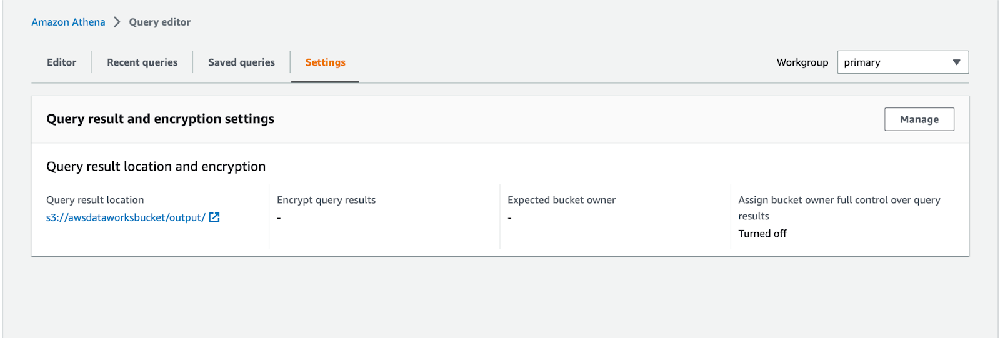 Amazon Athena > Query editor
Editor Recent queries Saved queries Settings Workgroup primary
Query result and encryption settings Manage
Query result location and encryption
Query result location
s3://awsdataworksbucket/output/
Encrypt query results
-
Expected bucket owner
-
Assign bucket owner full control over query
results
Turned off